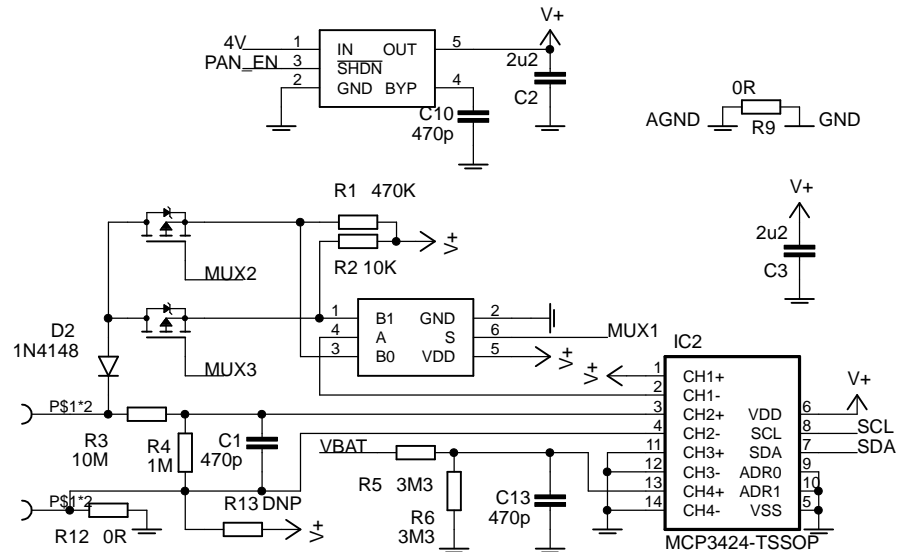 V+
4V 1 IN OUT 5
PAN_EN 3 SHDN 2u2
2 GND BYP 4
C2
C10
470p
0R
AGND R9 GND
R1 470K
V+
R2 10K
V+
2u2
C3
MUX2
MUX3
1 B1 GND 2
4 A S 6 MUX1
3 B0 VDD 5
V+
D2
1N4148
IC2
V+
1 CH1+
2 CH1-
3 CH2+ VDD 6
V+
4 CH2- SCL 8 SCL
11 CH3+ SDA 7 SDA
12 CH3- ADR0 9
13 CH4+ ADR1 10
14 CH4- VSS 5
MCP3424-TSSOP
P$1*2
R3
10M
R4
1M
C1
470p
VBAT
R5 3M3
R6
3M3
C13
470p
P$1*2
R12 0R
R13 DNP
V+